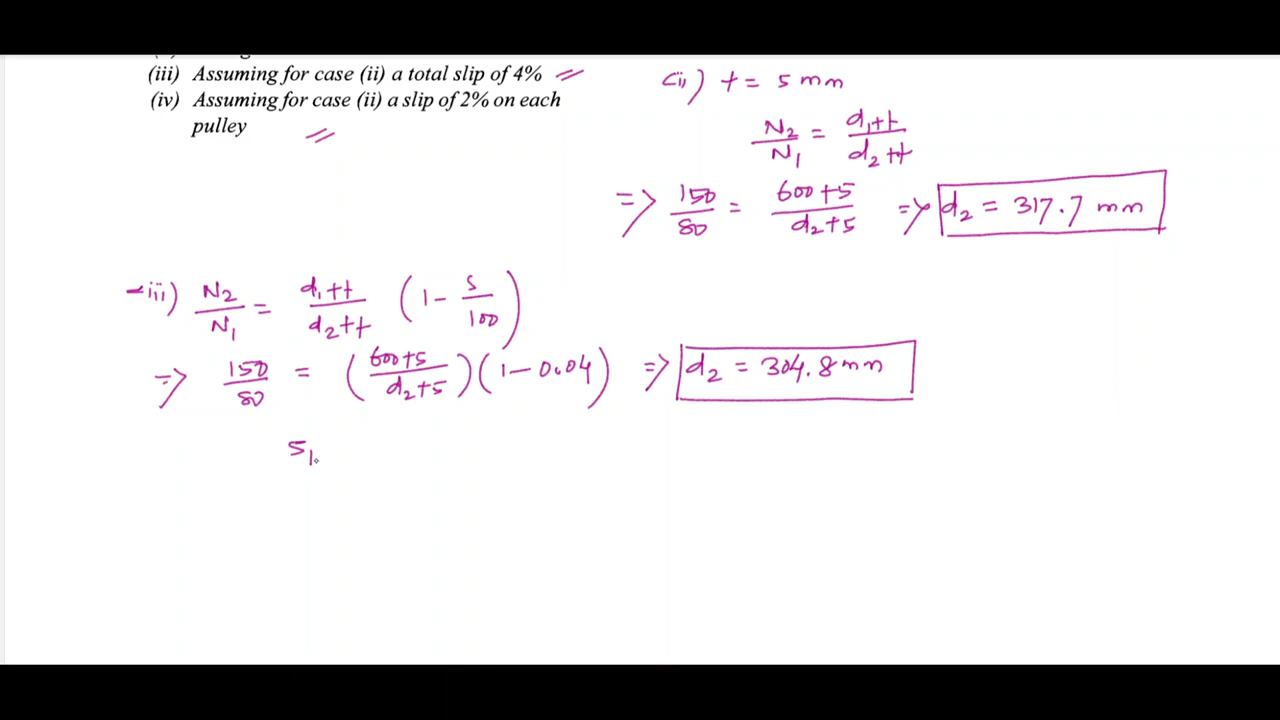 (iii) Assuming for case (ii) a total slip of 4%
(iv) Assuming for case (ii) a slip of 2% on each
pulley
(ii) t = 5 mm
N2/N1 = d1+t/d2+t
=> 150/80 = 600+5/d2+5 => d2 = 317.7 mm
iii) N2/N1 = d1+t/d2+t (1 - S/100)
=> 150/80 = (600+5/d2+5)(1-0.04) => d2 = 304.8mm
S1